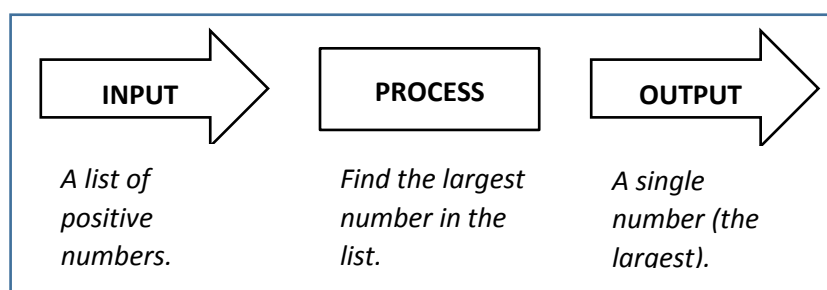 INPUT
PROCESS
OUTPUT
A list of
positive
numbers.
Find the largest
number in the
list.
A single
number (the
largest).